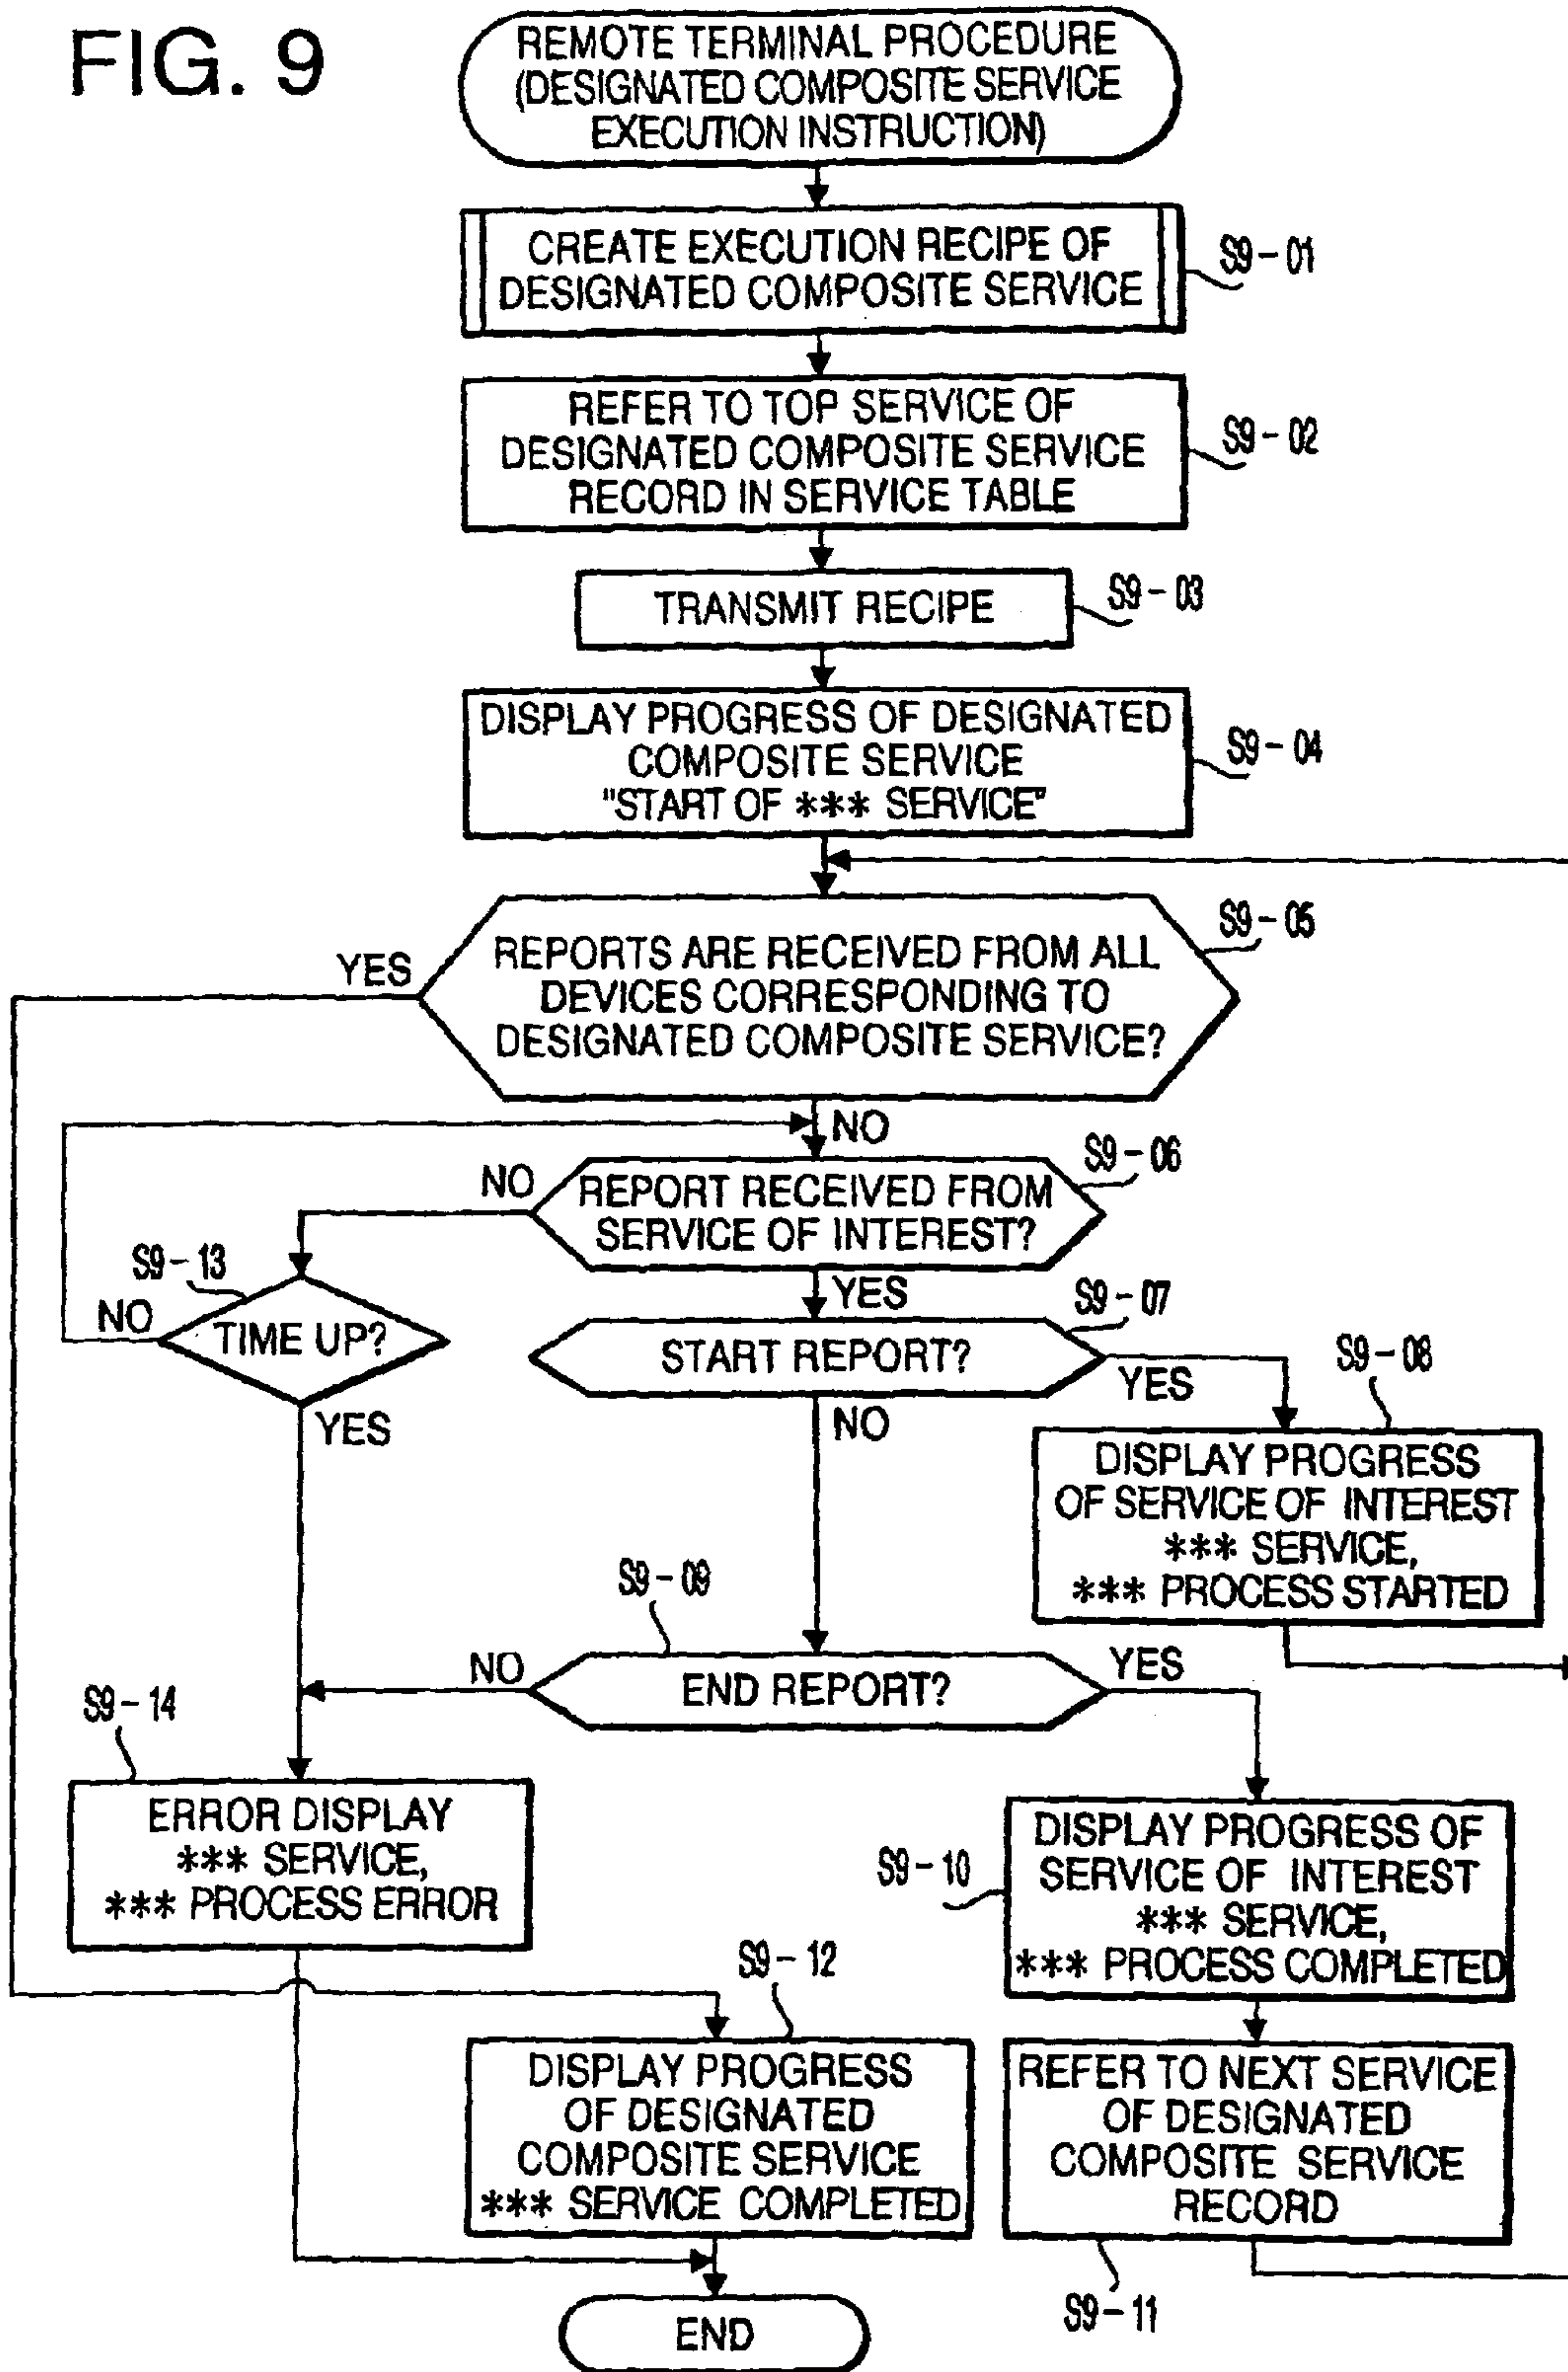 FIG. 9
REMOTE TERMINAL PROCEDURE
(DESIGNATED COMPOSITE SERVICE
EXECUTION INSTRUCTION)
CREATE EXECUTION RECIPE OF
DESIGNATED COMPOSITE SERVICE
S9-01
REFER TO TOP SERVICE OF
DESIGNATED COMPOSITE SERVICE
RECORD IN SERVICE TABLE
S9-02
TRANSMIT RECIPE
S9-03
DISPLAY PROGRESS OF DESIGNATED
COMPOSITE SERVICE
"START OF *** SERVICE"
S9-04
REPORTS ARE RECEIVED FROM ALL
DEVICES CORRESPONDING TO
DESIGNATED COMPOSITE SERVICE?
S9-05
YES
NO
REPORT RECEIVED FROM
SERVICE OF INTEREST?
S9-06
NO
YES
S9-13
TIME UP?
NO
YES
START REPORT?
S9-07
YES
NO
S9-08
DISPLAY PROGRESS
OF SERVICE OF INTEREST
*** SERVICE,
*** PROCESS STARTED
S9-09
END REPORT?
NO
YES
S9-14
ERROR DISPLAY
*** SERVICE,
*** PROCESS ERROR
S9-10
DISPLAY PROGRESS OF
SERVICE OF INTEREST
*** SERVICE,
*** PROCESS COMPLETED
S9-12
DISPLAY PROGRESS
OF DESIGNATED
COMPOSITE SERVICE
*** SERVICE COMPLETED
REFER TO NEXT SERVICE
OF DESIGNATED
COMPOSITE SERVICE
RECORD
S9-11
END